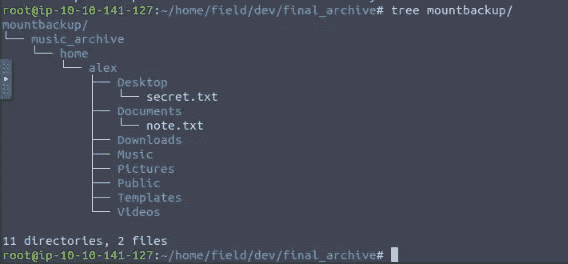 root@ip-10-10-141-127:~/home/field/dev/final_archive# tree mountbackup/
mountbackup/
└── music_archive
    └── home
        └── alex
            ├── Desktop
            │   └── secret.txt
            ├── Documents
            │   └── note.txt
            ├── Downloads
            ├── Music
            ├── Pictures
            ├── Public
            ├── Templates
            └── Videos
11 directories, 2 files
root@ip-10-10-141-127:~/home/field/dev/final_archive#